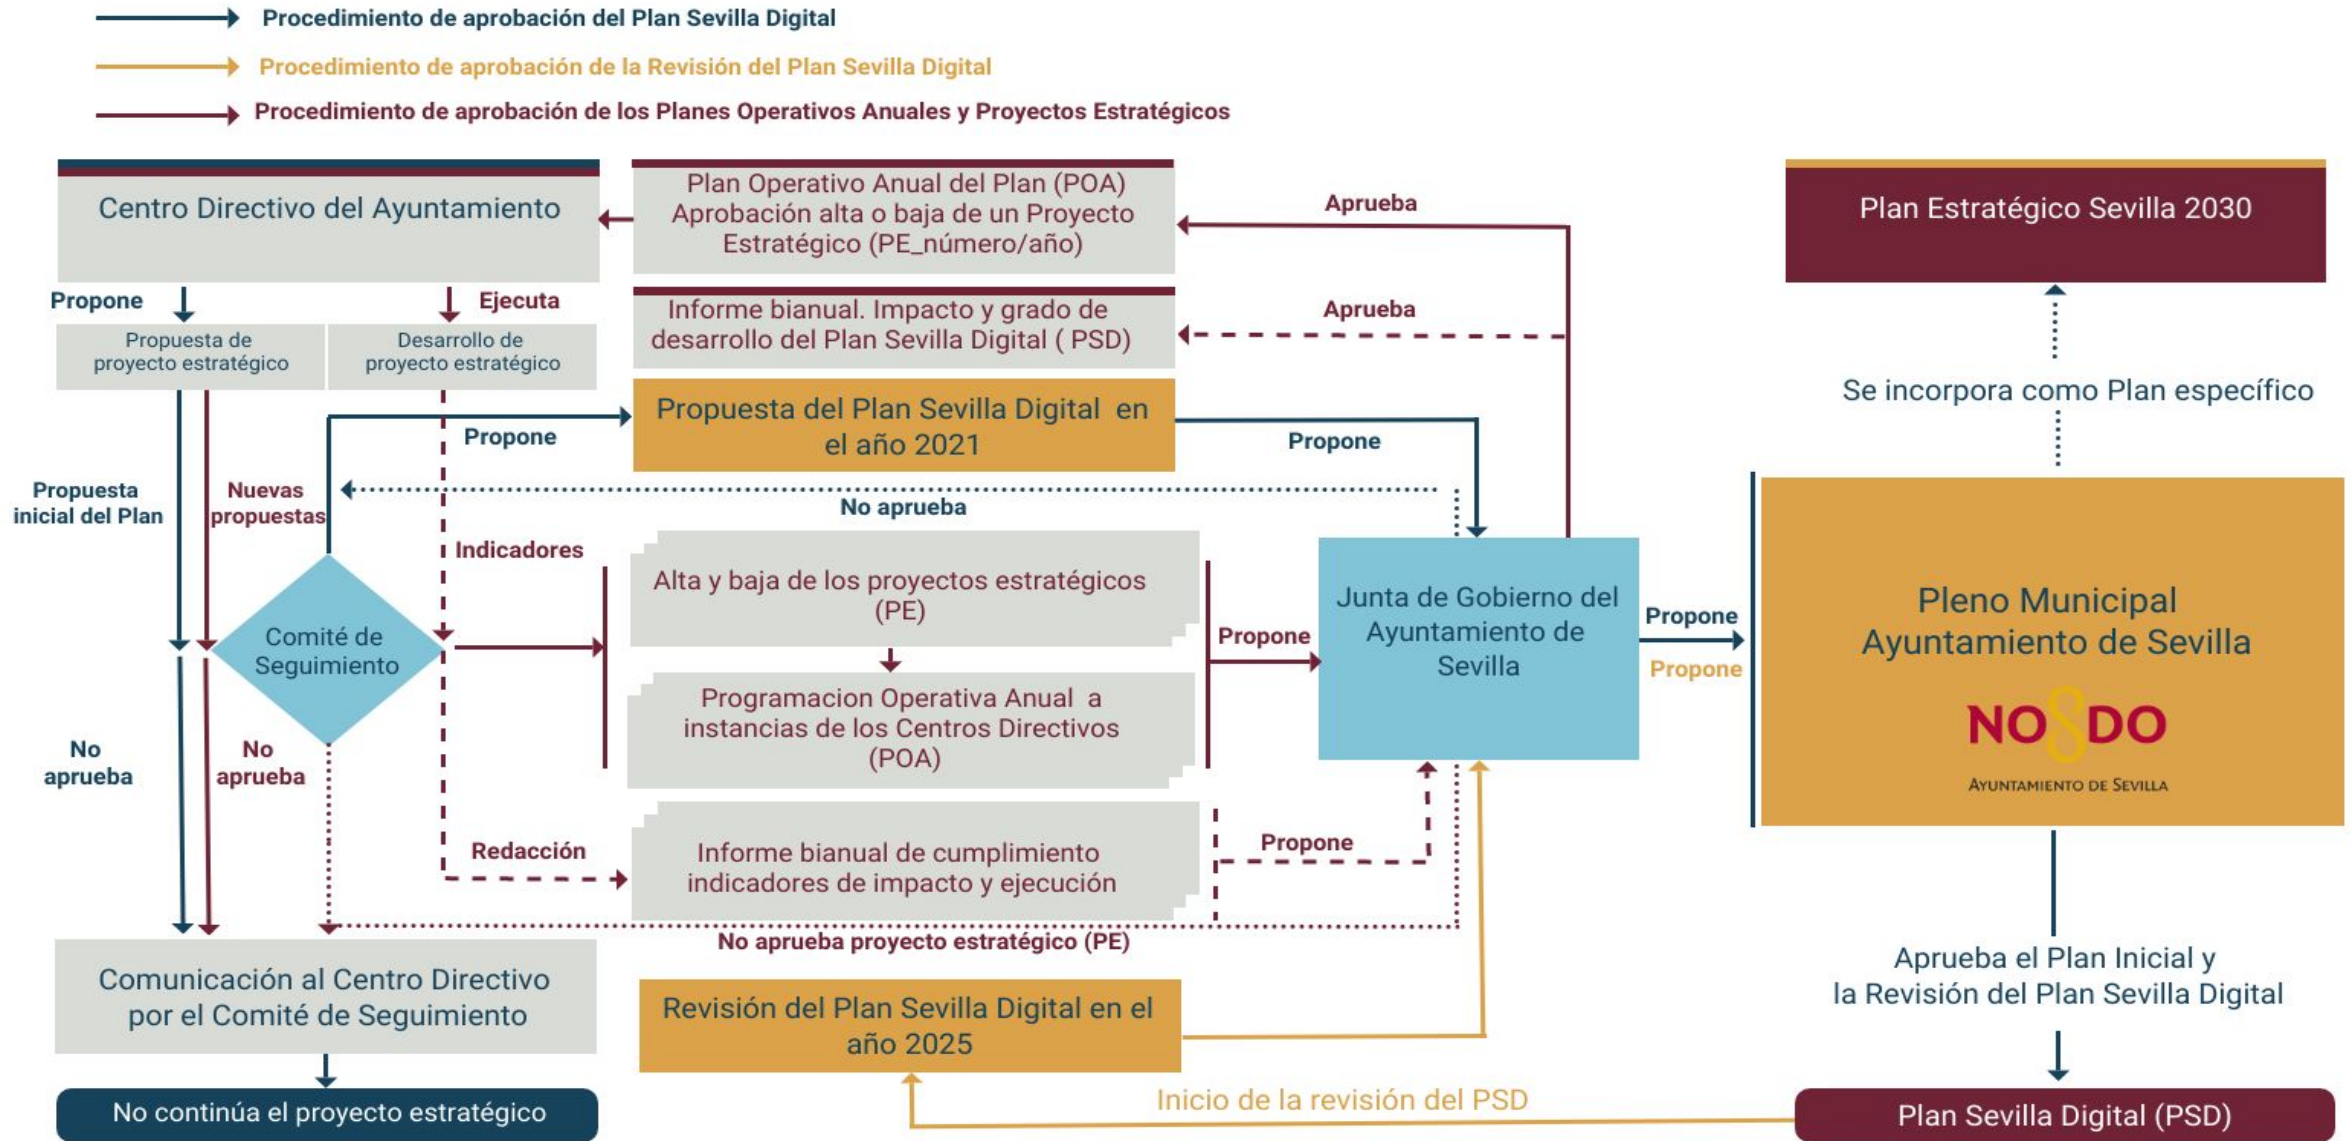 Procedimiento de aprobación del Plan Sevilla Digital
Procedimiento de aprobación de la Revisión del Plan Sevilla Digital
Procedimiento de aprobación de los Planes Operativos Anuales y Proyectos Estratégicos
Centro Directivo del Ayuntamiento
Plan Operativo Anual del Plan (POA)
Aprobación alta o baja de un Proyecto
Estratégico (PE_número/año)
Aprueba
Plan Estratégico Sevilla 2030
Propone
Ejecuta
Informe bianual. Impacto y grado de
desarrollo del Plan Sevilla Digital ( PSD)
Aprueba
Propuesta de
proyecto estratégico
Desarrollo de
proyecto estratégico
Se incorpora como Plan específico
Propone
Propuesta del Plan Sevilla Digital en
el año 2021
Propone
Propuesta
inicial del Plan
Nuevas
propuestas
No aprueba
Indicadores
Alta y baja de los proyectos estratégicos
(PE)
Comité de
Seguimiento
Propone
Junta de Gobierno del
Ayuntamiento de
Sevilla
Propone
Propone
Pleno Municipal
Ayuntamiento de Sevilla
NO8DO
AYUNTAMIENTO DE SEVILLA
Programacion Operativa Anual a
instancias de los Centros Directivos
(POA)
No
aprueba
No
aprueba
Redacción
Informe bianual de cumplimiento
indicadores de impacto y ejecución
Propone
No aprueba proyecto estratégico (PE)
Comunicación al Centro Directivo
por el Comité de Seguimiento
Revisión del Plan Sevilla Digital en el
año 2025
Aprueba el Plan Inicial y
la Revisión del Plan Sevilla Digital
No continúa el proyecto estratégico
Inicio de la revisión del PSD
Plan Sevilla Digital (PSD)